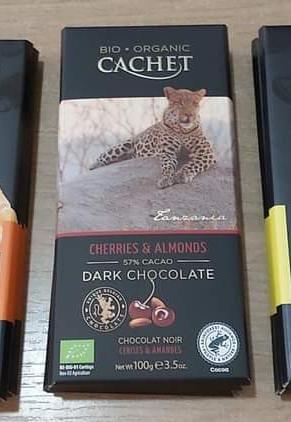 BIO • ORGANIC
CACHET
Tanzania
CHERRIES & ALMONDS
57% CACAO
DARK CHOCOLATE
CHOCOLATE
CHOCOLAT NOIR
CERISES & AMANDES
Net Wt 100g ℮ 3.5oz.
Cocoa